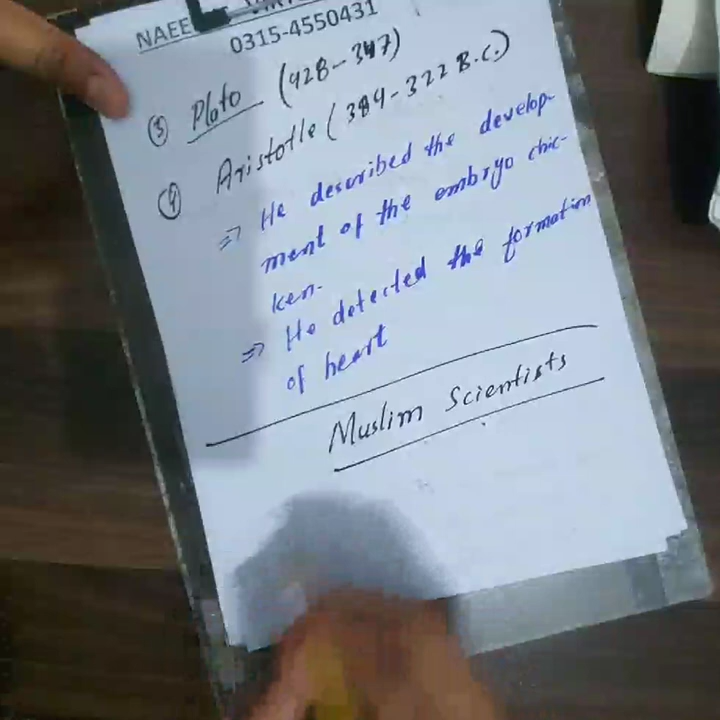 NAEE
0315-4550431
③ Plato (428-347)
④ Aristotle (384-322 B.C.)
⇒ He described the develop-
ment of the embryo chic-
ken.
⇒ He detected the formation
of heart
Muslim Scientists